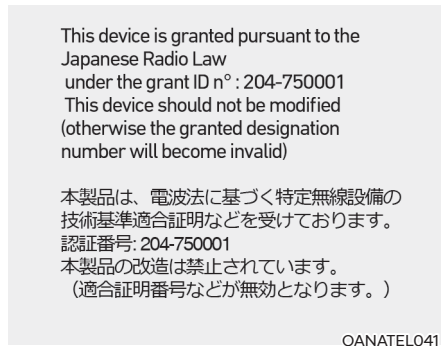 This device is granted pursuant to the
Japanese Radio Law
under the grant ID n° : 204-750001
This device should not be modified
(otherwise the granted designation
number will become invalid)
本製品は、電波法に基づく特定無線設備の
技術基準適合証明などを受けております。
認証番号: 204-750001
本製品の改造は禁止されています。
（適合証明番号などが無効となります。）
OANATEL041